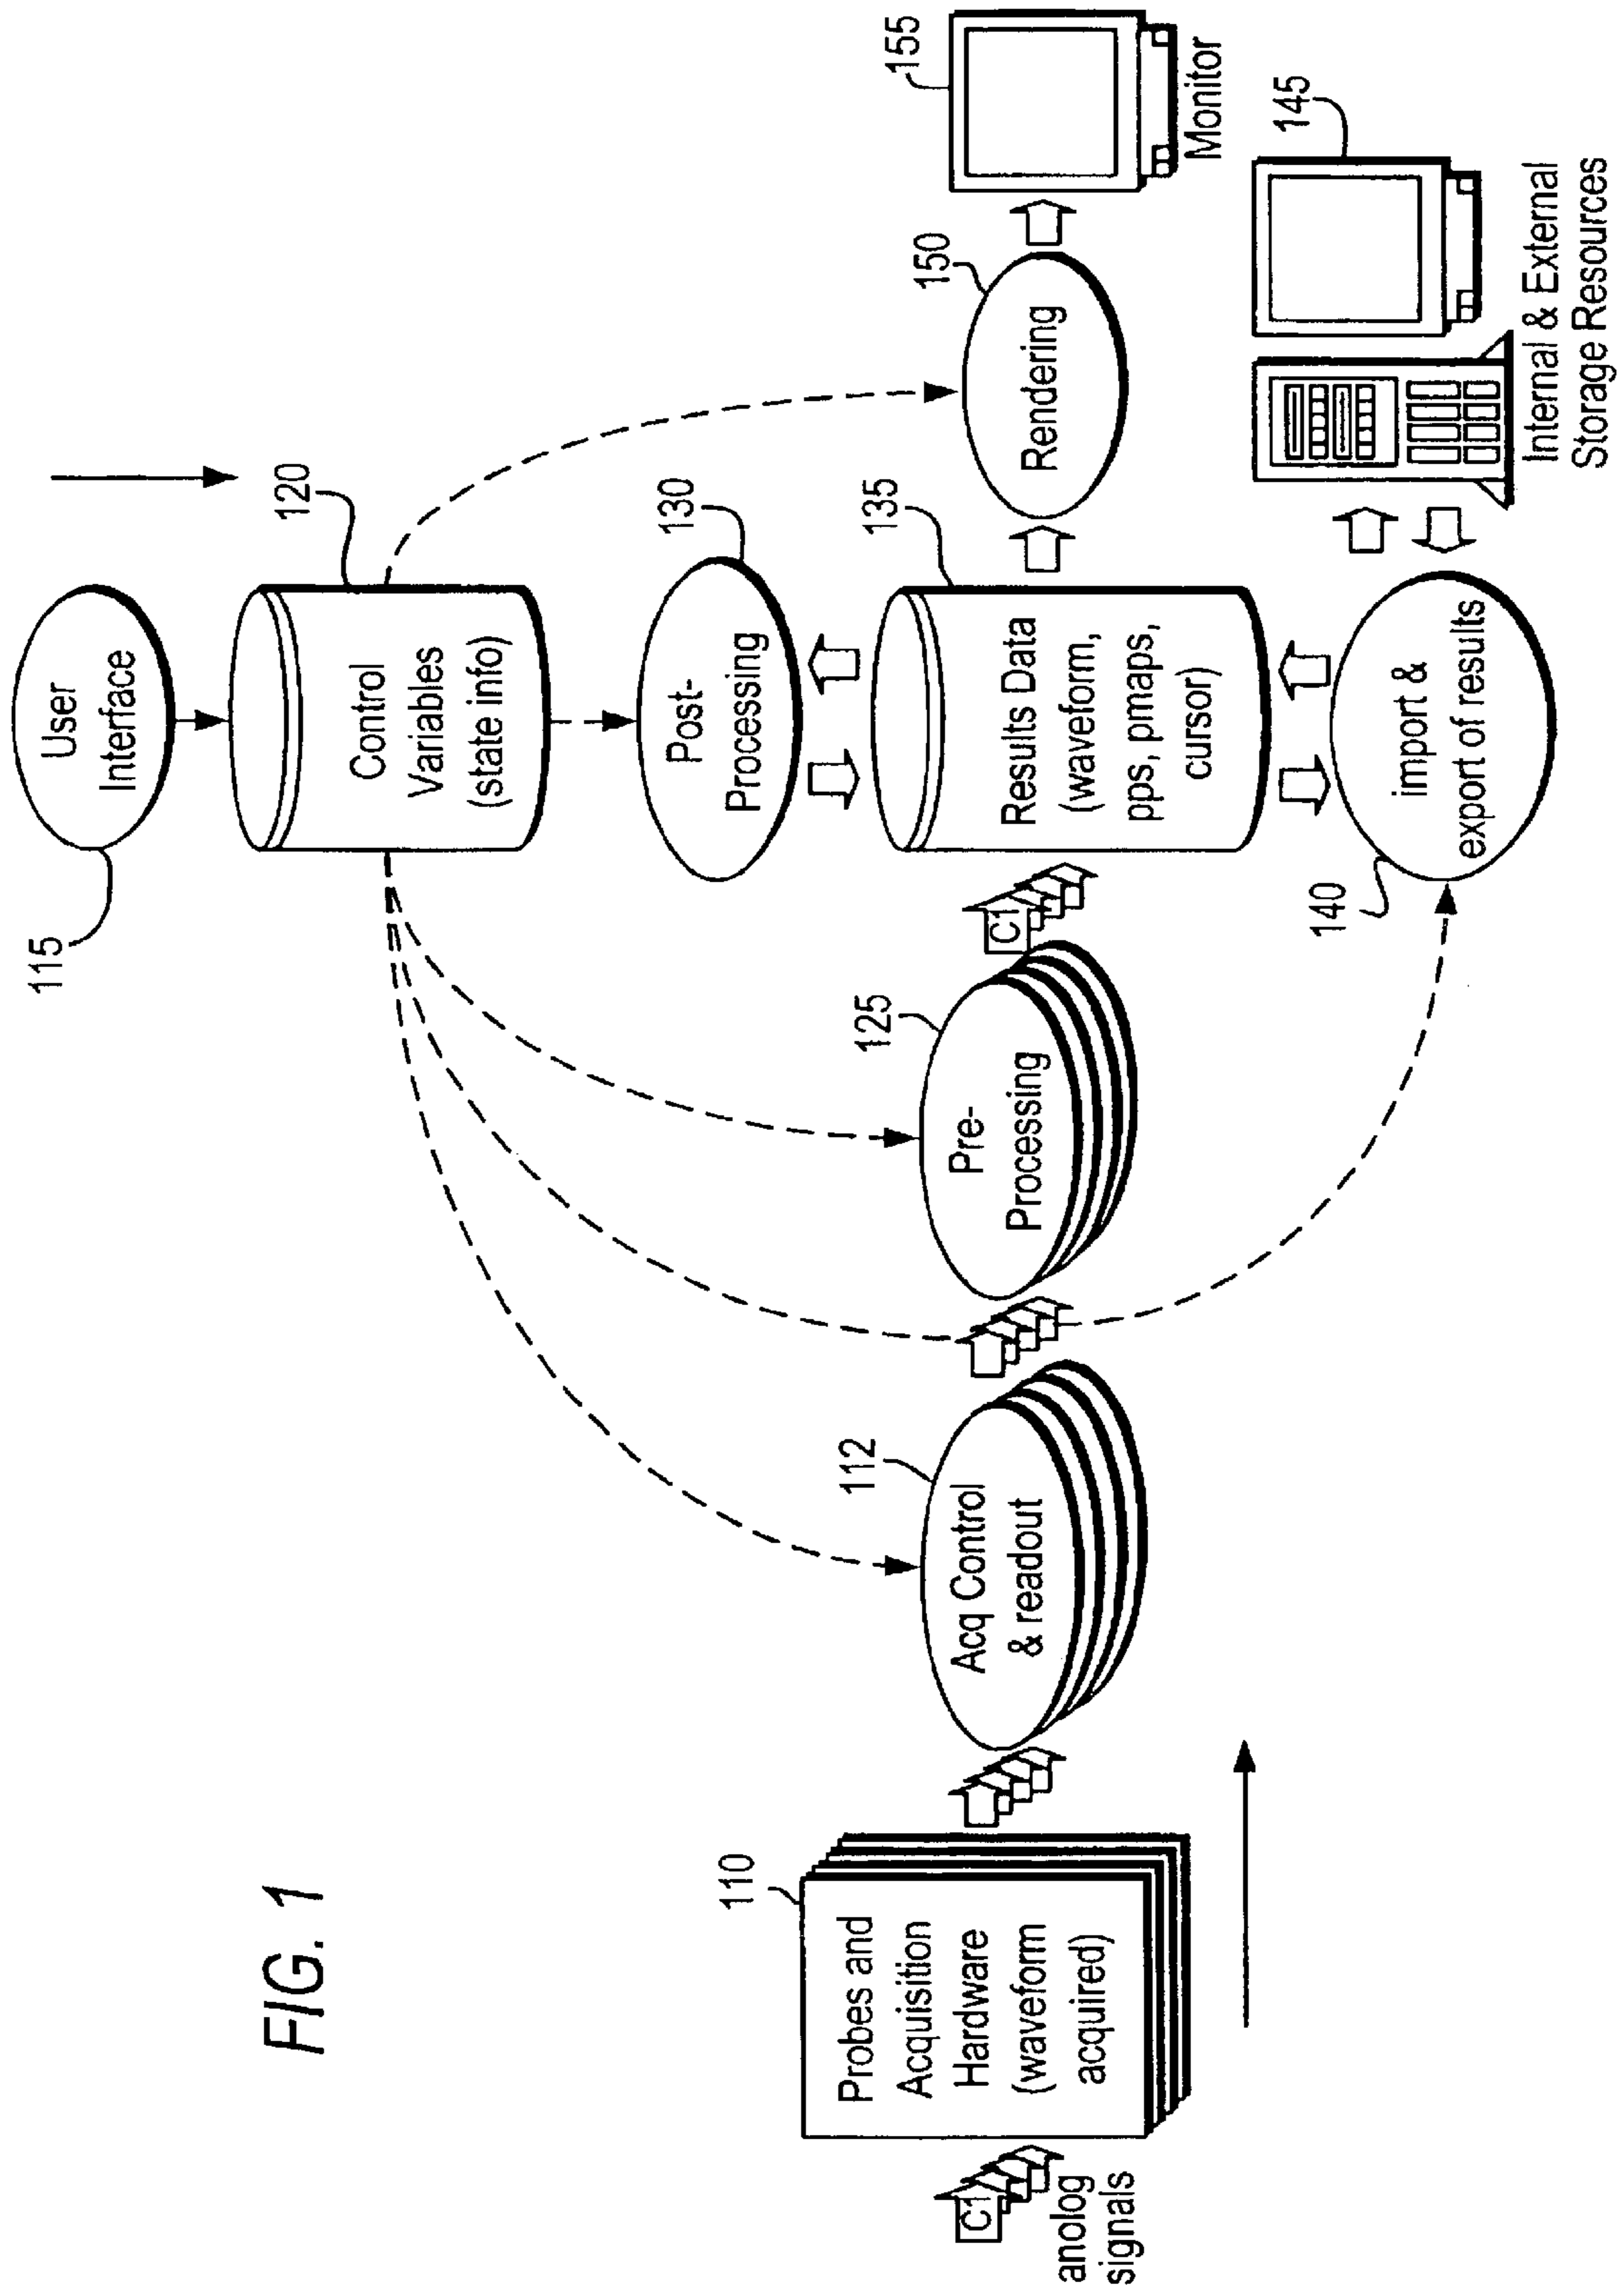 FIG. 1
115
User
Interface
120
Control
Variables
(state info)
130
Post-
Processing
135
Results Data
(waveform,
pps, pmaps,
cursor)
140
import &
export of results
110
Probes and
Acquisition
Hardware
(waveform
acquired)
C1
anolog
signals
112
Acq Control
& readout
125
Pre-
Processing
C1
150
Rendering
155
Monitor
145
Internal & External
Storage Resources